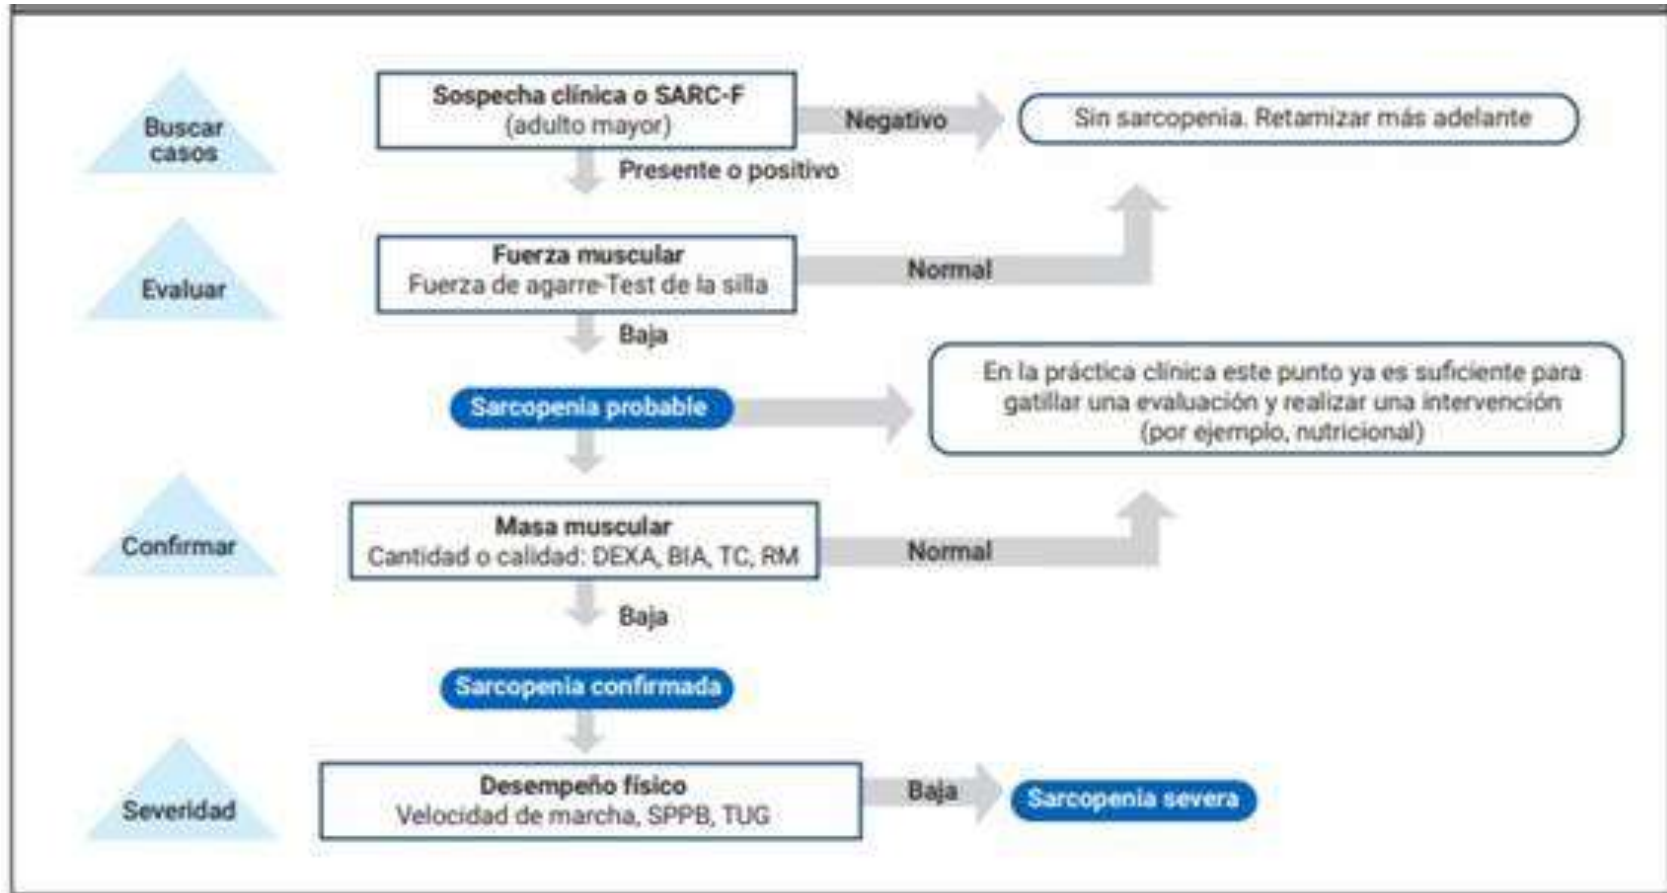 Buscar
casos
Sospecha clínica o SARC-F
(adulto mayor)
Negativo
Sin sarcopenia. Retamizar más adelante
Presente o positivo
Evaluar
Fuerza muscular
Fuerza de agarre-Test de la silla
Normal
Baja
Sarcopenia probable
En la práctica clínica este punto ya es suficiente para
gatillar una evaluación y realizar una intervención
(por ejemplo, nutricional)
Confirmar
Masa muscular
Cantidad o calidad: DEXA, BIA, TC, RM
Normal
Baja
Sarcopenia confirmada
Severidad
Desempeño físico
Velocidad de marcha, SPPB, TUG
Baja
Sarcopenia severa